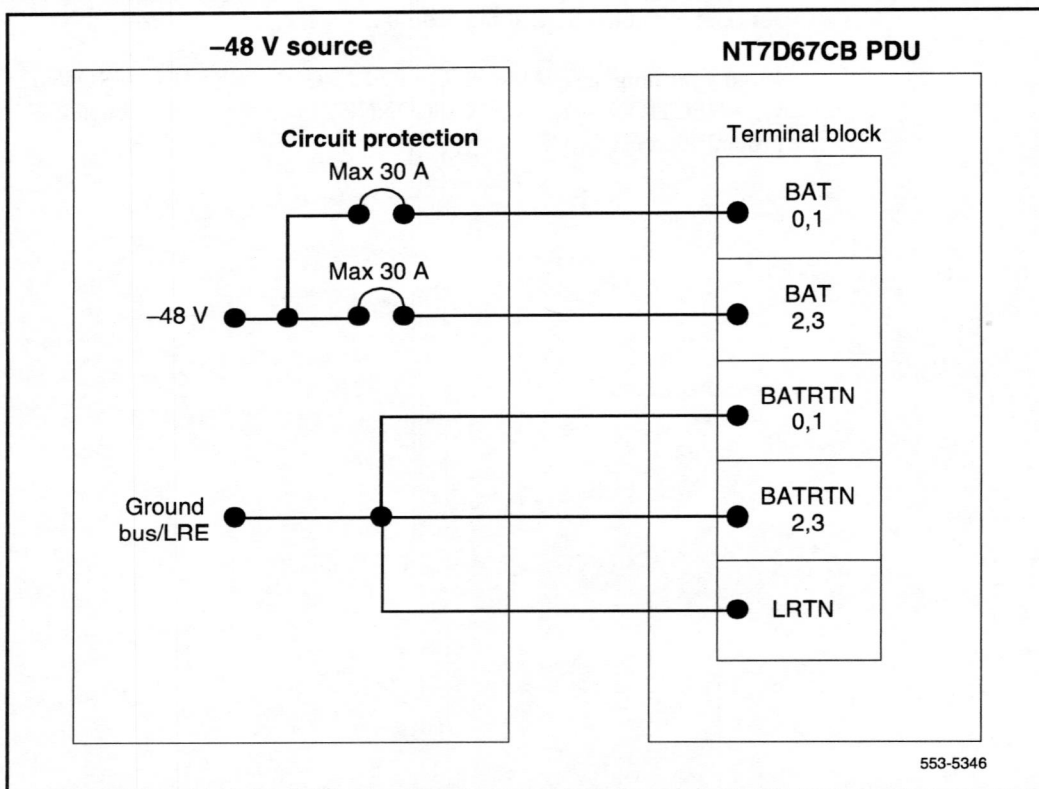 –48 V source
NT7D67CB PDU
Circuit protection
Max 30 A
Terminal block
BAT
0,1
Max 30 A
–48 V
BAT
2,3
BATRTN
0,1
Ground
bus/LRE
BATRTN
2,3
LRTN
553-5346